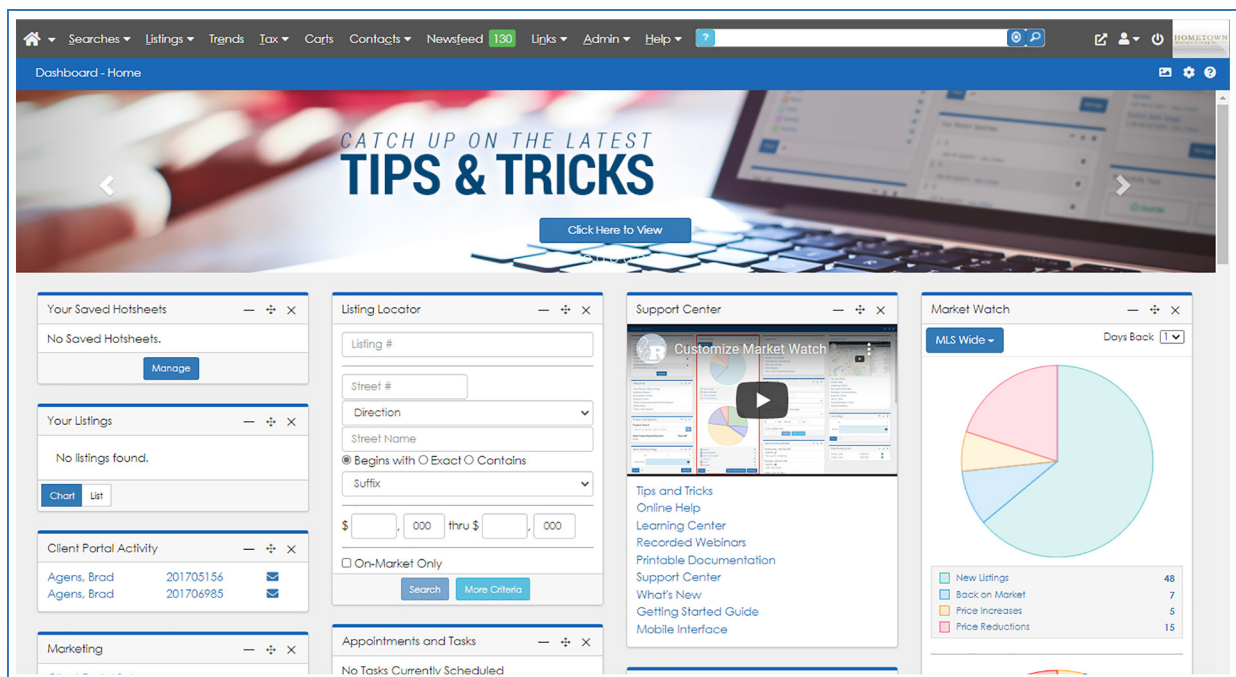 Searches Listings Trends Tax Carts Contacts Newsfeed 130 Links Admin Help ?
HOMETOWN
Dashboard - Home
CATCH UP ON THE LATEST
TIPS & TRICKS
Click Here to View
Your Saved Hotsheets
No Saved Hotsheets.
Manage
Your Listings
No listings found.
Chart List
Client Portal Activity
Agens, Brad 201705156
Agens, Brad 201706985
Marketing
Listing Locator
Listing #
Street #
Direction
Street Name
Begins with Exact Contains
Suffix
$ , 000 thru $ , 000
On-Market Only
Search More Criteria
Appointments and Tasks
No Tasks Currently Scheduled
Support Center
Customize Market Watch
Tips and Tricks
Online Help
Learning Center
Recorded Webinars
Printable Documentation
Support Center
What's New
Getting Started Guide
Mobile Interface
Market Watch
MLS Wide Days Back 1
New Listings 48
Back on Market 7
Price Increases 5
Price Reductions 15